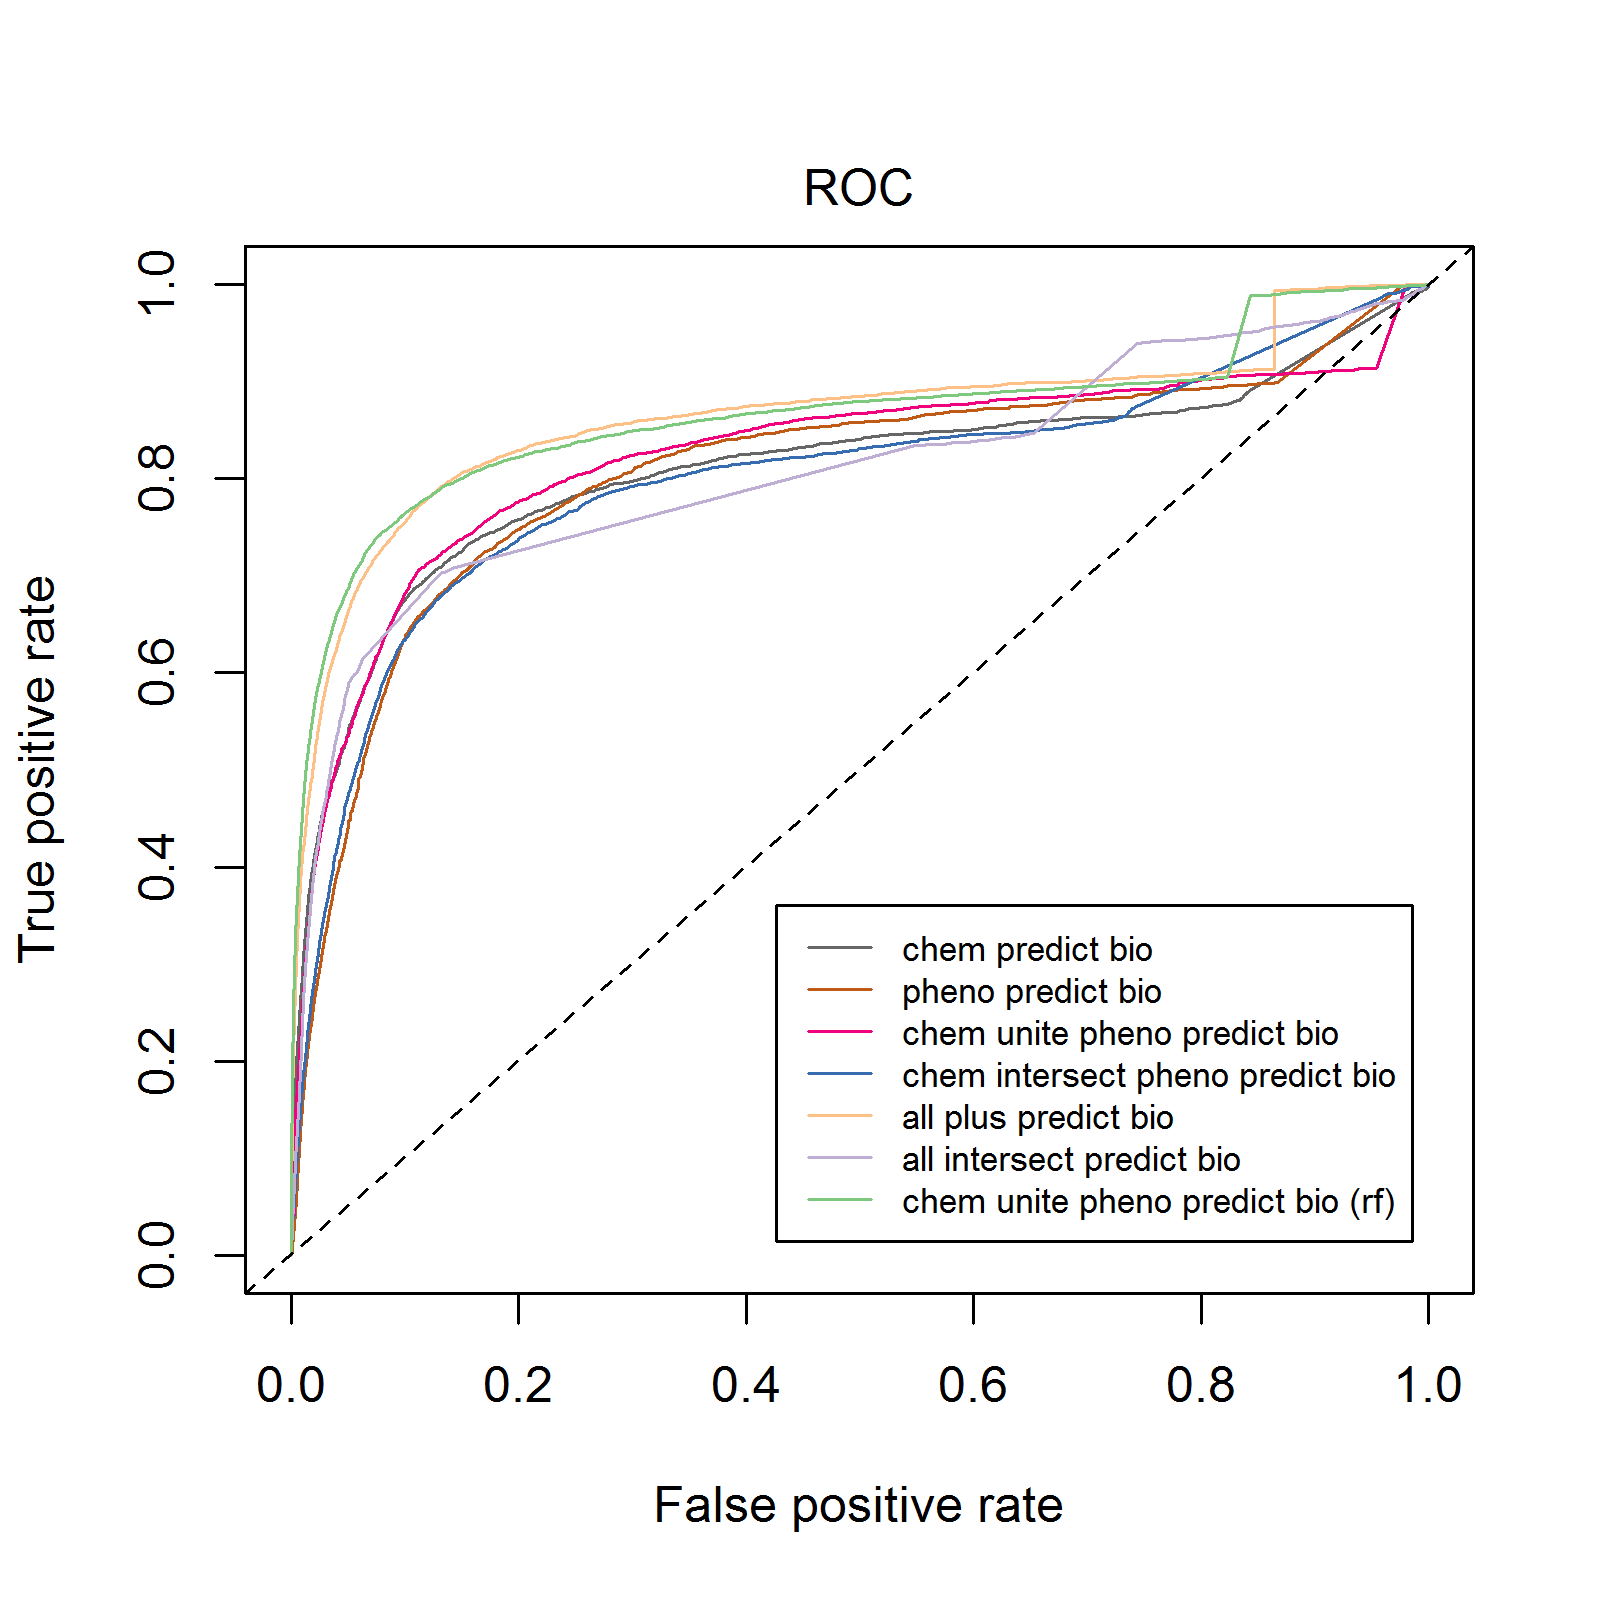 ROC
True positive rate
1.0
0.8
0.6
0.4
0.2
0.0
chem predict bio
pheno predict bio
chem unite pheno predict bio
chem intersect pheno predict bio
all plus predict bio
all intersect predict bio
chem unite pheno predict bio (rf)
0.0 0.2 0.4 0.6 0.8 1.0
False positive rate